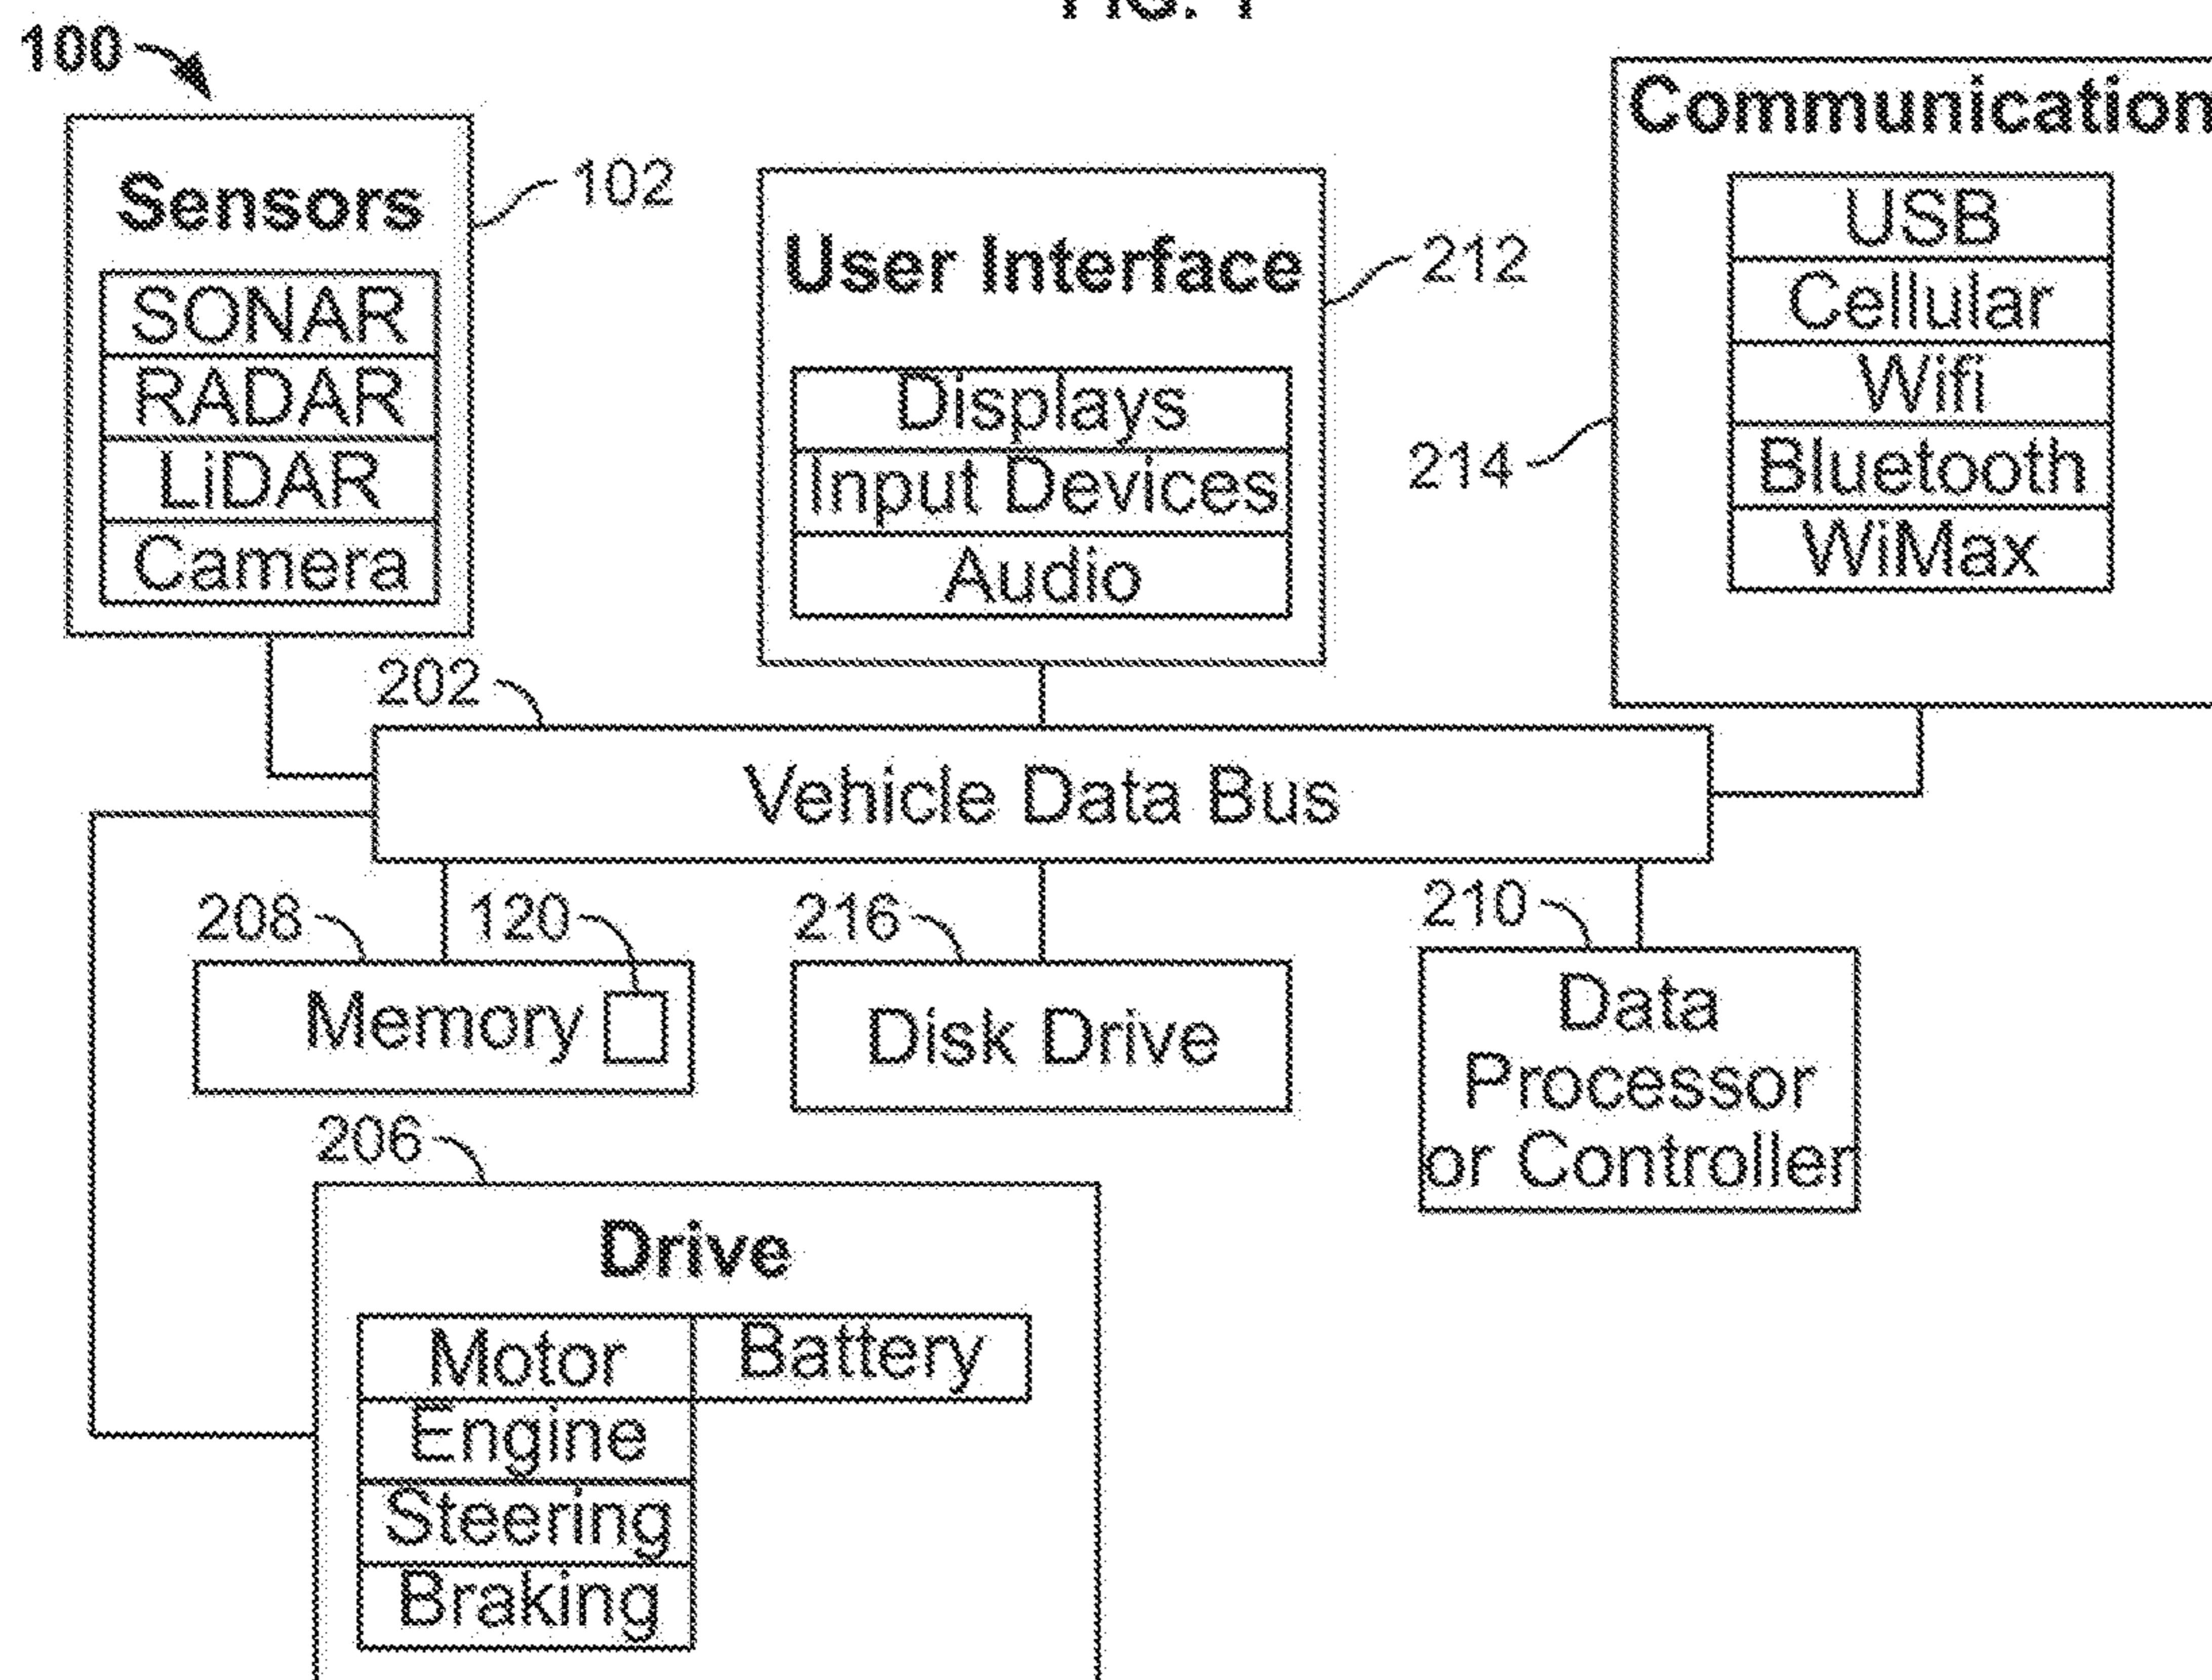 FIG. 1
100
Sensors
102
SONAR
RADAR
LiDAR
Camera
User Interface
212
Displays
Input Devices
Audio
Communication
214
USB
Cellular
Wifi
Bluetooth
WiMax
202
Vehicle Data Bus
208
120
Memory
216
Disk Drive
210
Data
Processor
or Controller
206
Drive
Motor
Battery
Engine
Steering
Braking